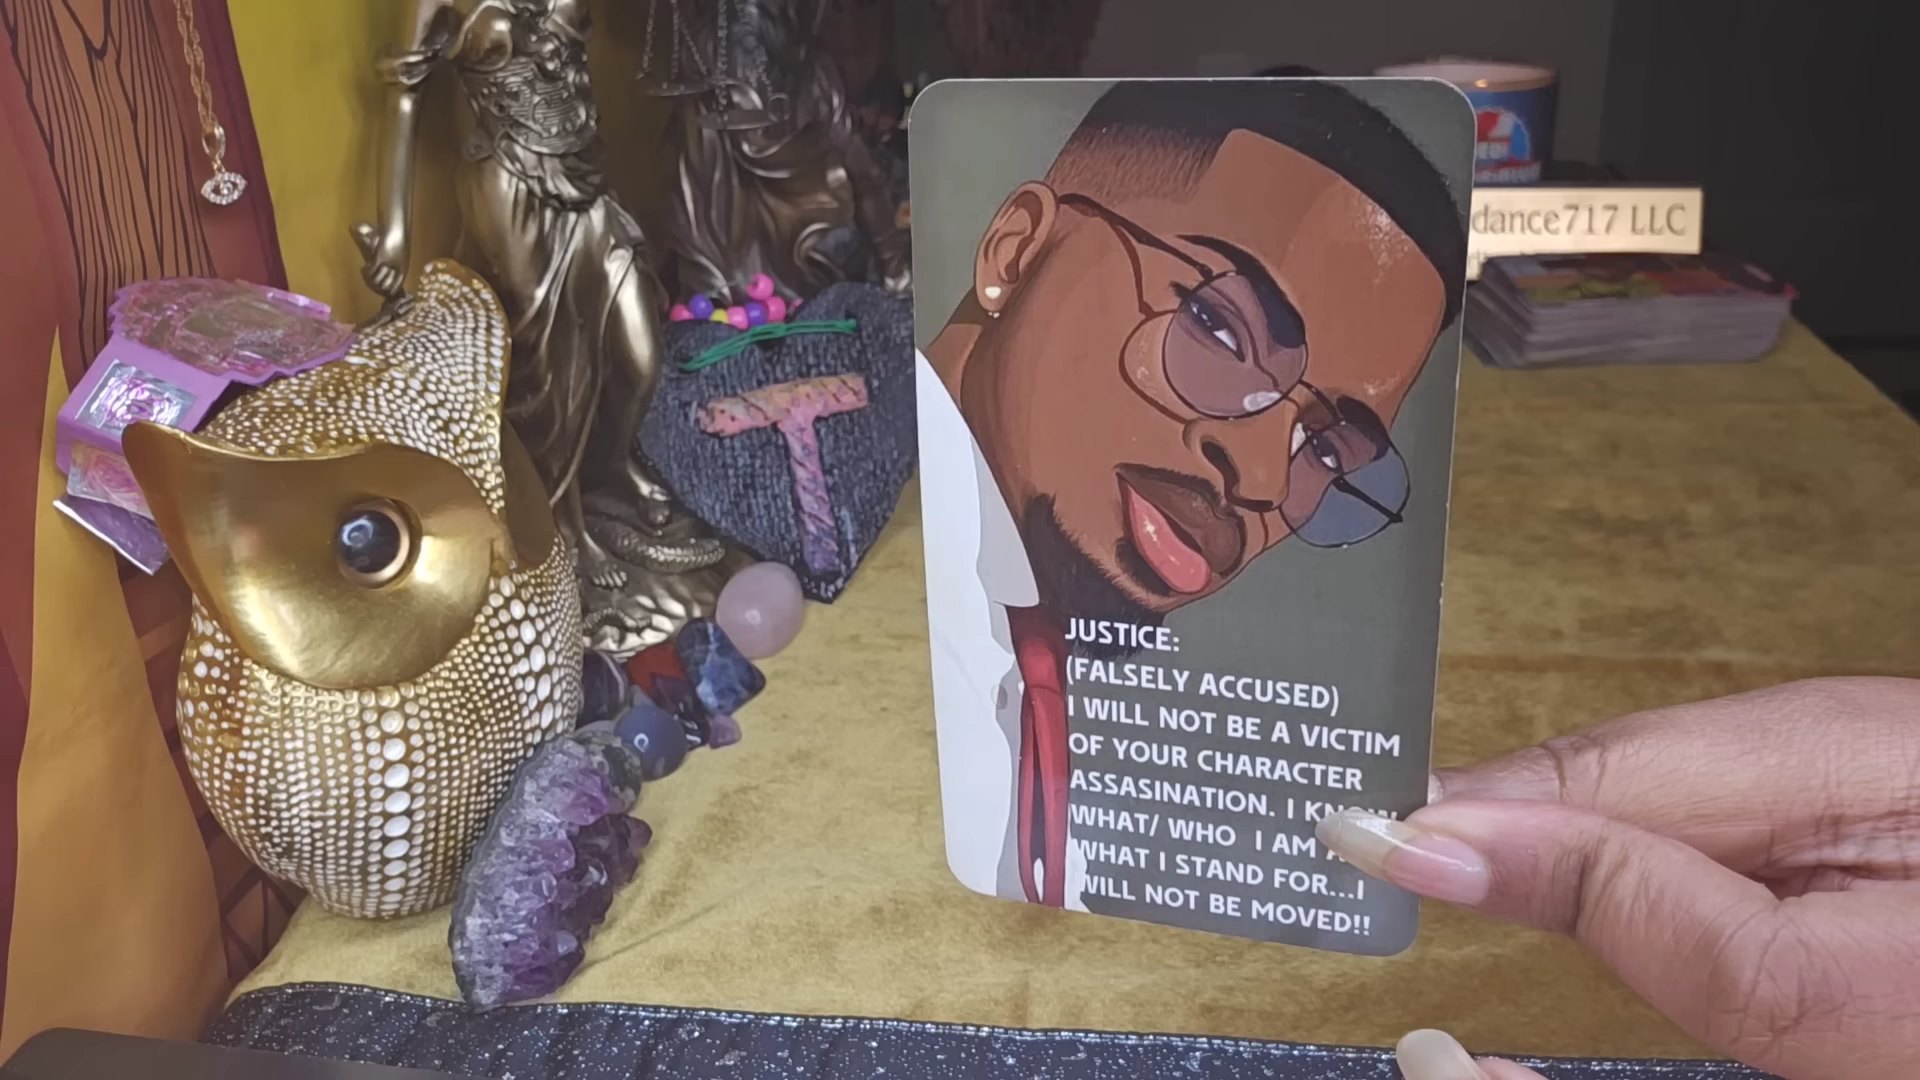 dance717 LLC
JUSTICE:
(FALSELY ACCUSED)
I WILL NOT BE A VICTIM
OF YOUR CHARACTER
ASSASINATION. I KNOW
WHAT/ WHO I AM
WHAT I STAND FOR...I
WILL NOT BE MOVED!!
T